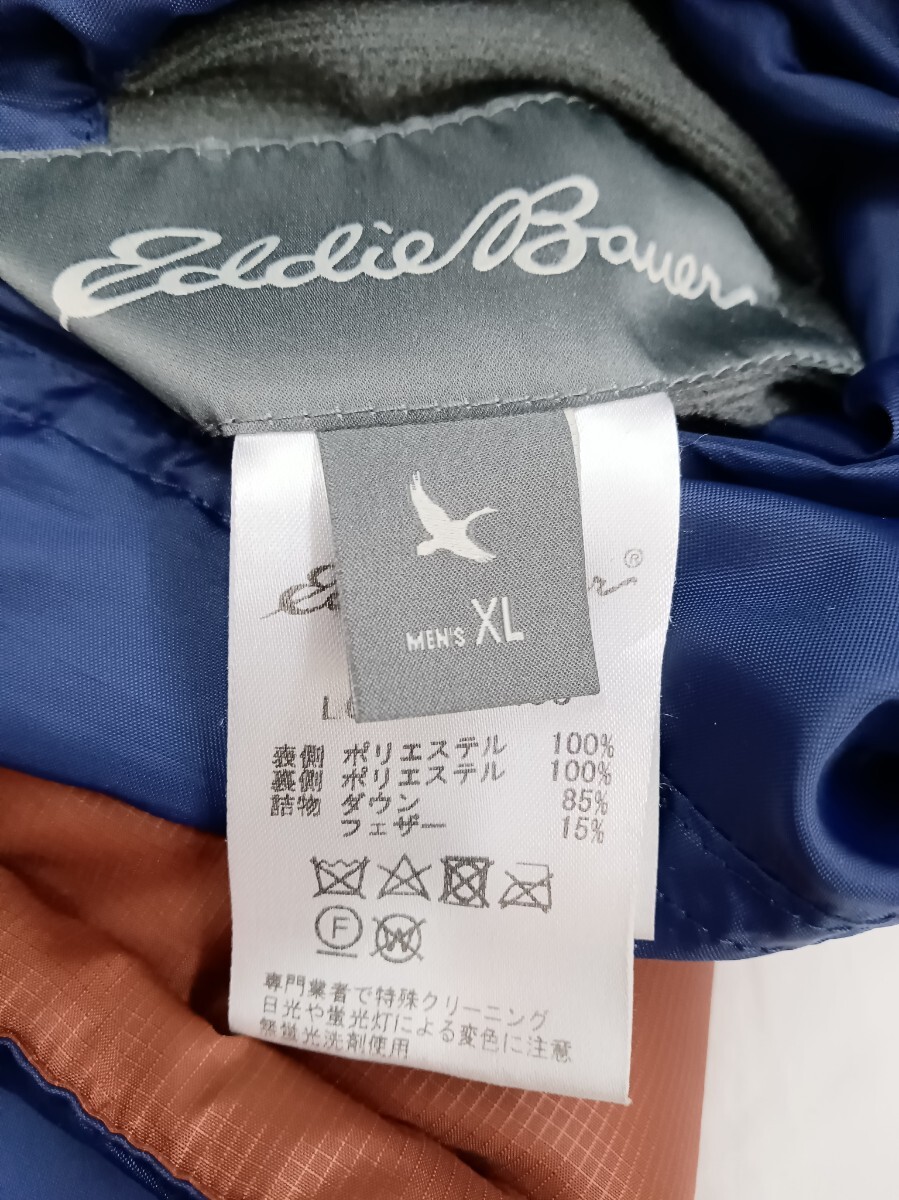 Eddie Bauer
MEN'S XL
®
表側 ポリエステル 100%
裏側 ポリエステル 100%
詰物 ダウン 85%
フェザー 15%
F
W
専門業者で特殊クリーニング
日光や蛍光灯による変色に注意
無蛍光洗剤使用